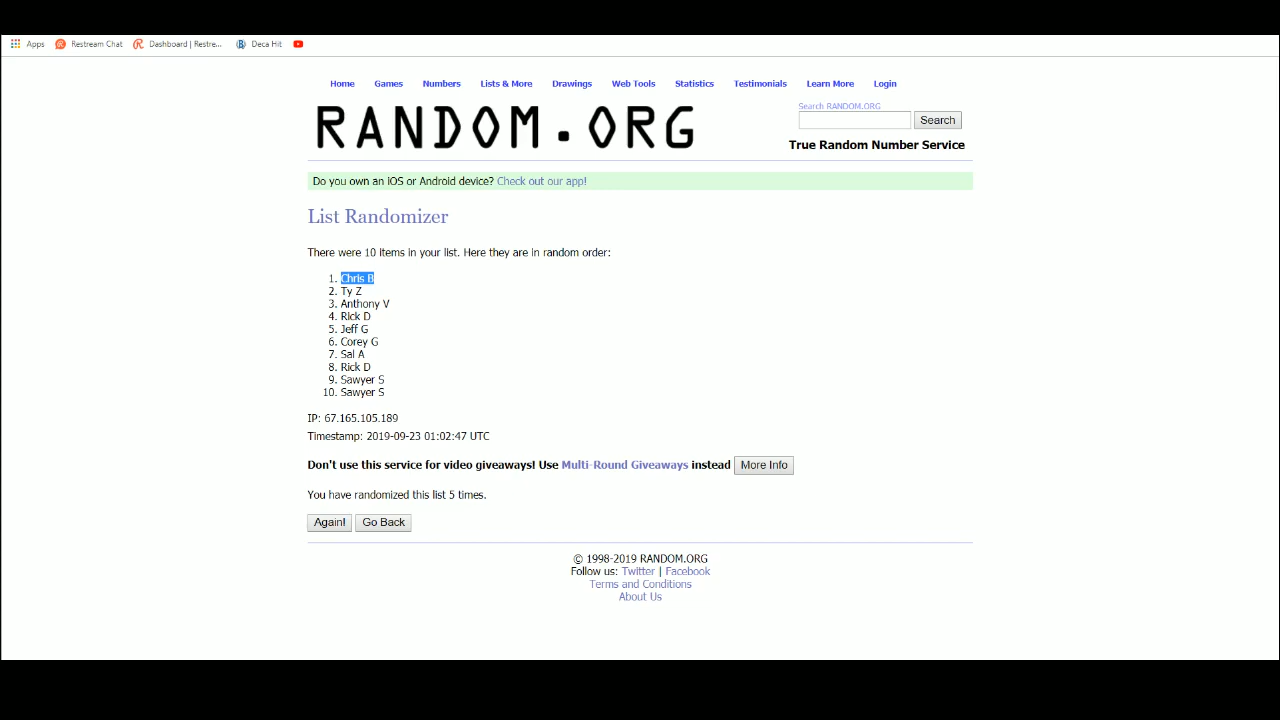 Apps Restream Chat Dashboard | Restre... Deca Hit
Home Games Numbers Lists & More Drawings Web Tools Statistics Testimonials Learn More Login
RANDOM.ORG
Search RANDOM.ORG
Search
True Random Number Service
Do you own an iOS or Android device? Check out our app!
List Randomizer
There were 10 items in your list. Here they are in random order:
1. Chris B
2. Ty Z
3. Anthony V
4. Rick D
5. Jeff G
6. Corey G
7. Sal A
8. Rick D
9. Sawyer S
10. Sawyer S
IP: 67.165.105.189
Timestamp: 2019-09-23 01:02:47 UTC
Don't use this service for video giveaways! Use Multi-Round Giveaways instead More Info
You have randomized this list 5 times.
Again! Go Back
© 1998-2019 RANDOM.ORG
Follow us: Twitter | Facebook
Terms and Conditions
About Us